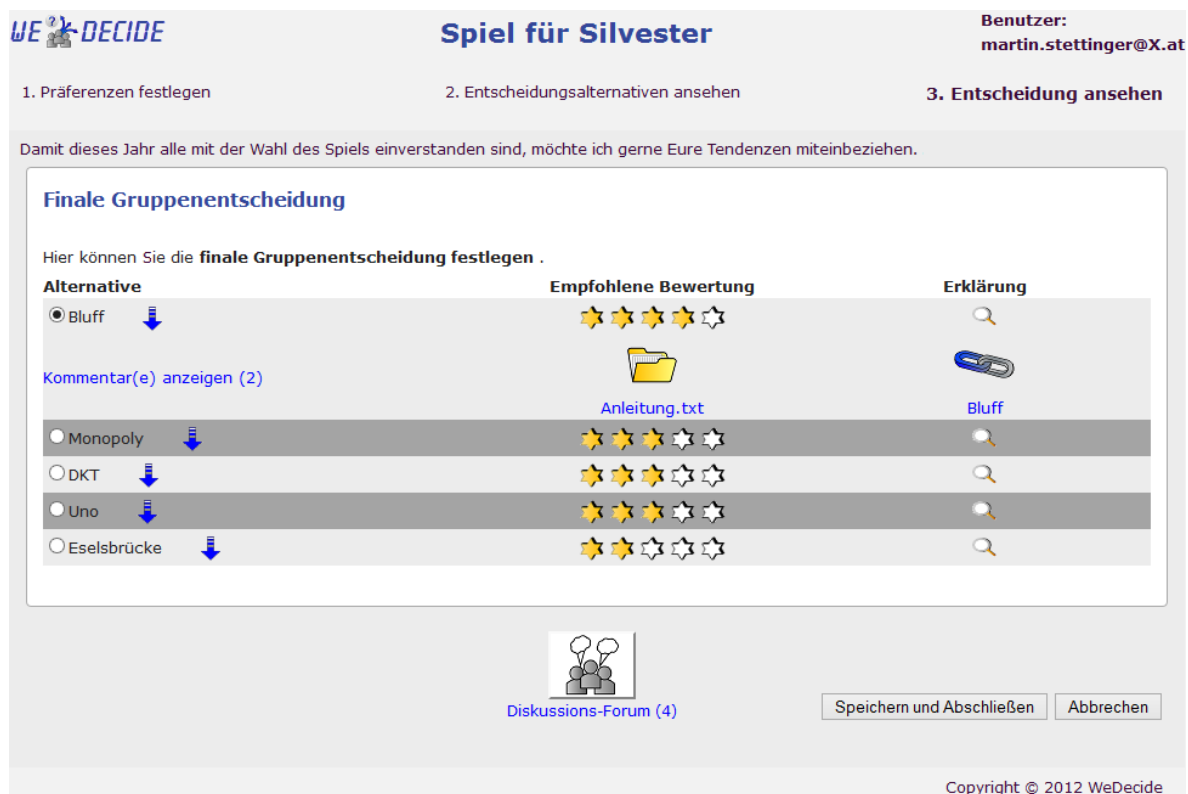 WE DECIDE
Spiel für Silvester
Benutzer:
martin.stettinger@X.at
1. Präferenzen festlegen
2. Entscheidungsalternativen ansehen
3. Entscheidung ansehen
Damit dieses Jahr alle mit der Wahl des Spiels einverstanden sind, möchte ich gerne Eure Tendenzen miteinbeziehen.
Finale Gruppenentscheidung
Hier können Sie die finale Gruppenentscheidung festlegen .
Alternative Empfohlene Bewertung Erklärung
Bluff
Kommentar(e) anzeigen (2)
Anleitung.txt Bluff
Monopoly
DKT
Uno
Eselsbrücke
Diskussions-Forum (4)
Speichern und Abschließen Abbrechen
Copyright © 2012 WeDecide